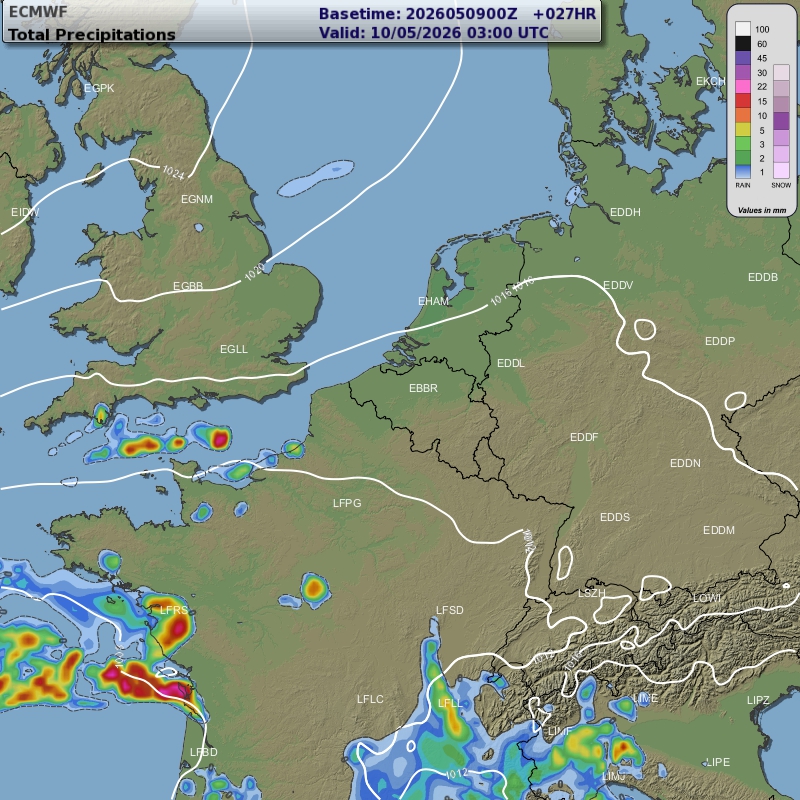 ECMWF
Basetime: 2026050900Z +027HR
Total Precipitations
Valid: 10/05/2026 03:00 UTC
100
60
45
30
22
15
10
5
3
2
1
RAIN
SNOW
Values in mm
EGPK
EKCH
1024
EGNM
EIDW
EDDH
1020
EGBB
EDDV
EDDB
1016
EHAM
EDDP
EGLL
EDDL
EBBR
EDDF
EDDN
LFPG
EDDS
EDDM
LSZH
LOWI
LFRS
LFSD
LIME
LIPZ
LFLC
LFLL
LIMF
LFBD
LIPE
1012
LIMJ